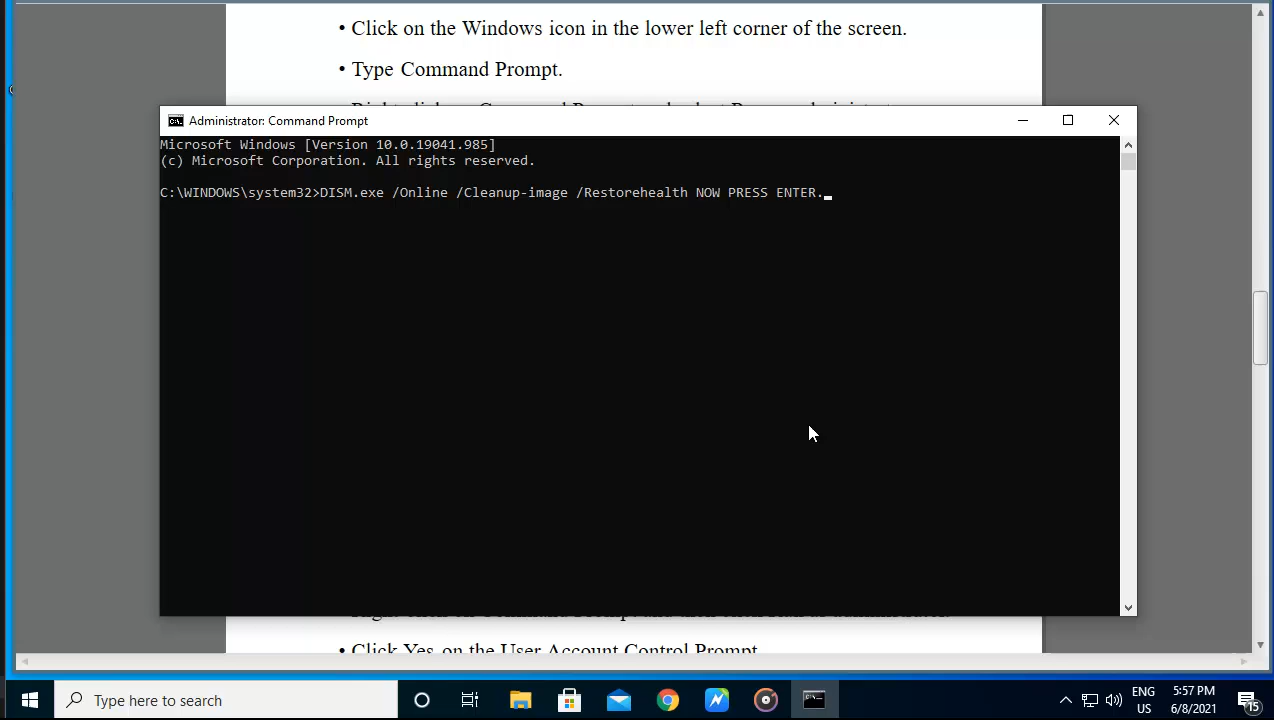 • Click on the Windows icon in the lower left corner of the screen.
• Type Command Prompt.
Administrator: Command Prompt
Microsoft Windows [Version 10.0.19041.985]
(c) Microsoft Corporation. All rights reserved.
C:\WINDOWS\system32>DISM.exe /Online /Cleanup-image /Restorehealth NOW PRESS ENTER.
• Click Yes on the User Account Control Prompt
Type here to search
ENG
US
5:57 PM
6/8/2021
15